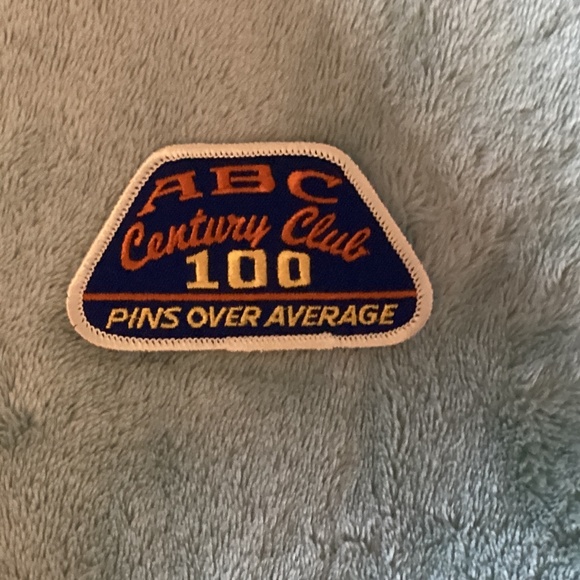 ABC
Century Club
100
PINS OVER AVERAGE